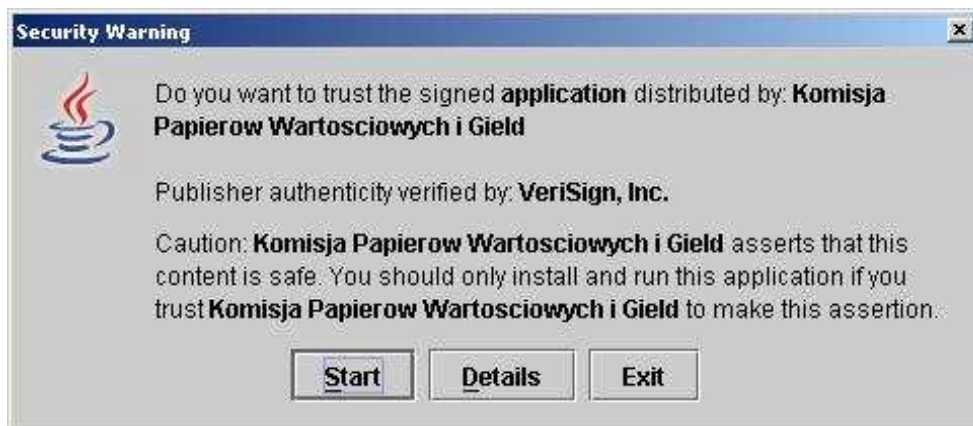 Security Warning
Do you want to trust the signed application distributed by: Komisja
Papierow Wartosciowych i Gield
Publisher authenticity verified by: VeriSign, Inc.
Caution: Komisja Papierow Wartosciowych i Gield asserts that this
content is safe. You should only install and run this application if you
trust Komisja Papierow Wartosciowych i Gield to make this assertion.
Start Details Exit